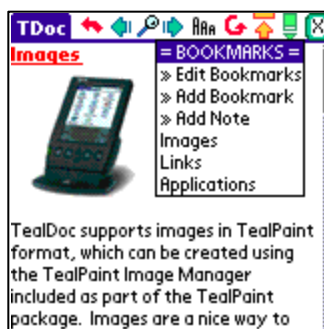 TDoc AAA
Images
= BOOKMARKS =
» Edit Bookmarks
» Add Bookmark
» Add Note
Images
Links
Applications
TealDoc supports images in TealPaint
format, which can be created using
the TealPaint Image Manager
included as part of the TealPaint
package. Images are a nice way to